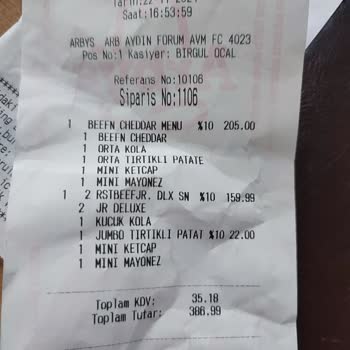 Saat:16:53:59
ARBYS ARB AYDIN FORUM AVM FC 4023
Pos No:1 Kasiyer: BIRGUL OCAL
Referans No:10106
Siparis No:1106
1 BEEFN CHEDDAR MENU %10 205.00
1 BEEFN CHEDDAR
1 ORTA KOLA
1 ORTA TIRTIKLI PATATE
1 MINI KETCAP
1 MINI MAYONEZ
1 2 RSTBEEFJR. DLX SN %10 159.99
2 JR DELUXE
1 KUCUK KOLA
1 JUMBO TIRTIKLI PATAT %10 22.00
1 MINI KETCAP
1 MINI MAYONEZ
Toplam KDV: 35.18
Toplam Tutar: 386.99